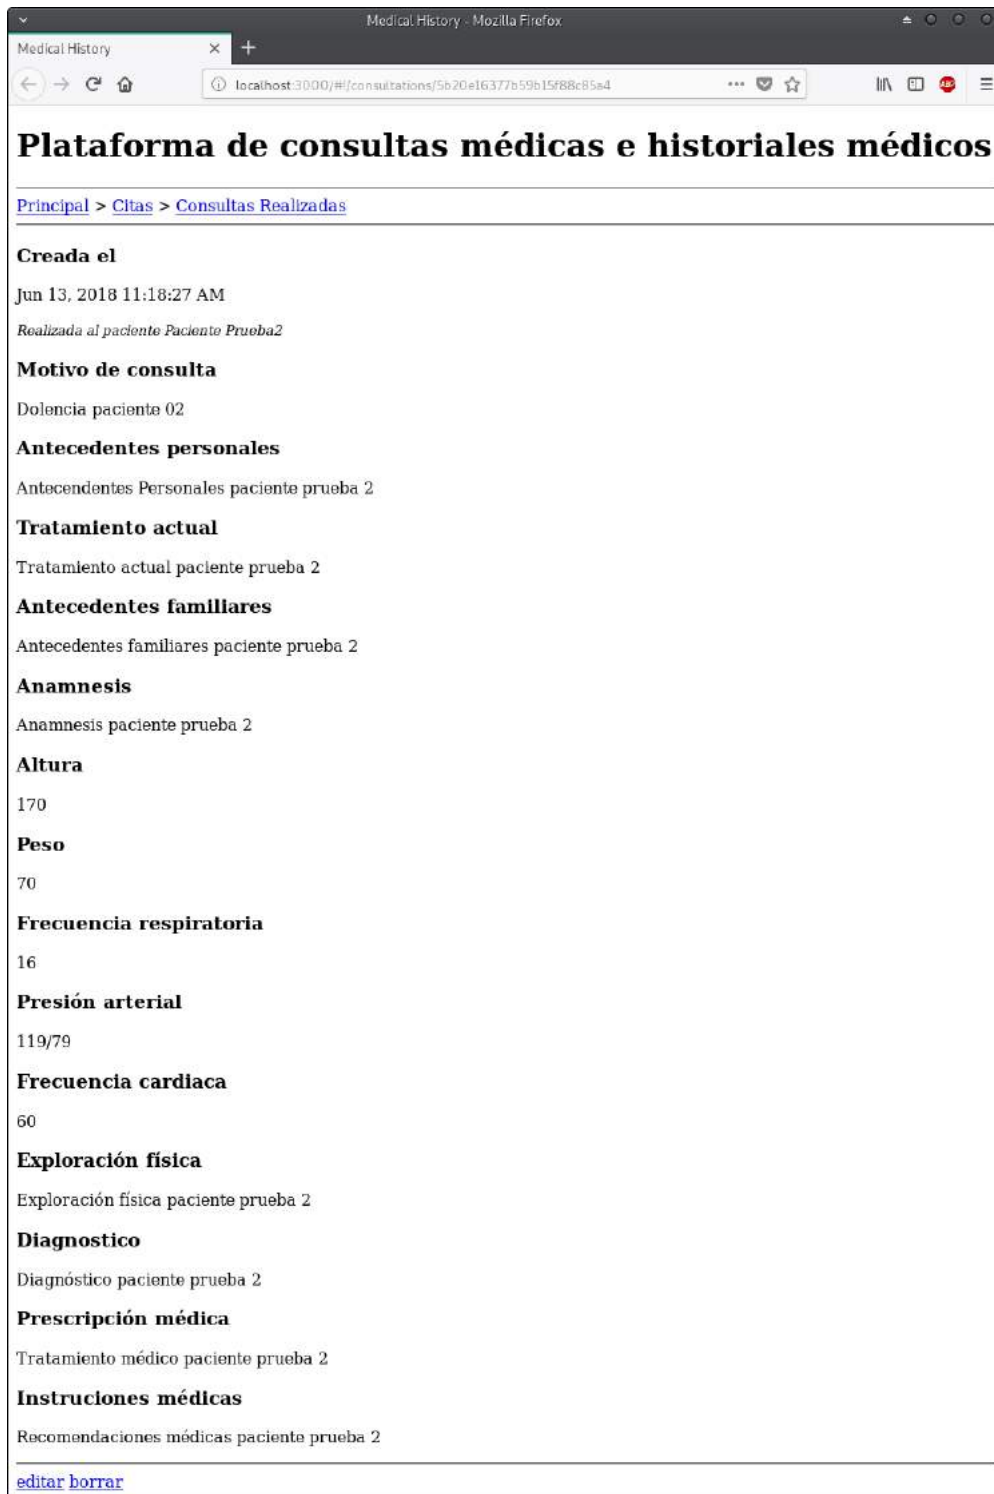 Medical History - Mozilla Firefox
Medical History
localhost:3000/#!/consultations/5b20e16377b59b15f88c85a4
ABP
Plataforma de consultas médicas e historiales médicos
Principal > Citas > Consultas Realizadas
Creada el
Jun 13, 2018 11:18:27 AM
Realizada al paciente Paciente Prueba2
Motivo de consulta
Dolencia paciente 02
Antecedentes personales
Antecendentes Personales paciente prueba 2
Tratamiento actual
Tratamiento actual paciente prueba 2
Antecedentes familiares
Antecedentes familiares paciente prueba 2
Anamnesis
Anamnesis paciente prueba 2
Altura
170
Peso
70
Frecuencia respiratoria
16
Presión arterial
119/79
Frecuencia cardiaca
60
Exploración física
Exploración física paciente prueba 2
Diagnostico
Diagnóstico paciente prueba 2
Prescripción médica
Tratamiento médico paciente prueba 2
Instruciones médicas
Recomendaciones médicas paciente prueba 2
editar borrar